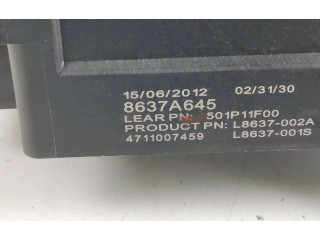 15/06/2012 02/31/30
8637A645
LEAR PN: 501P11F00
PRODUCT PN: L8637-002A
4711007459 L8637-001S